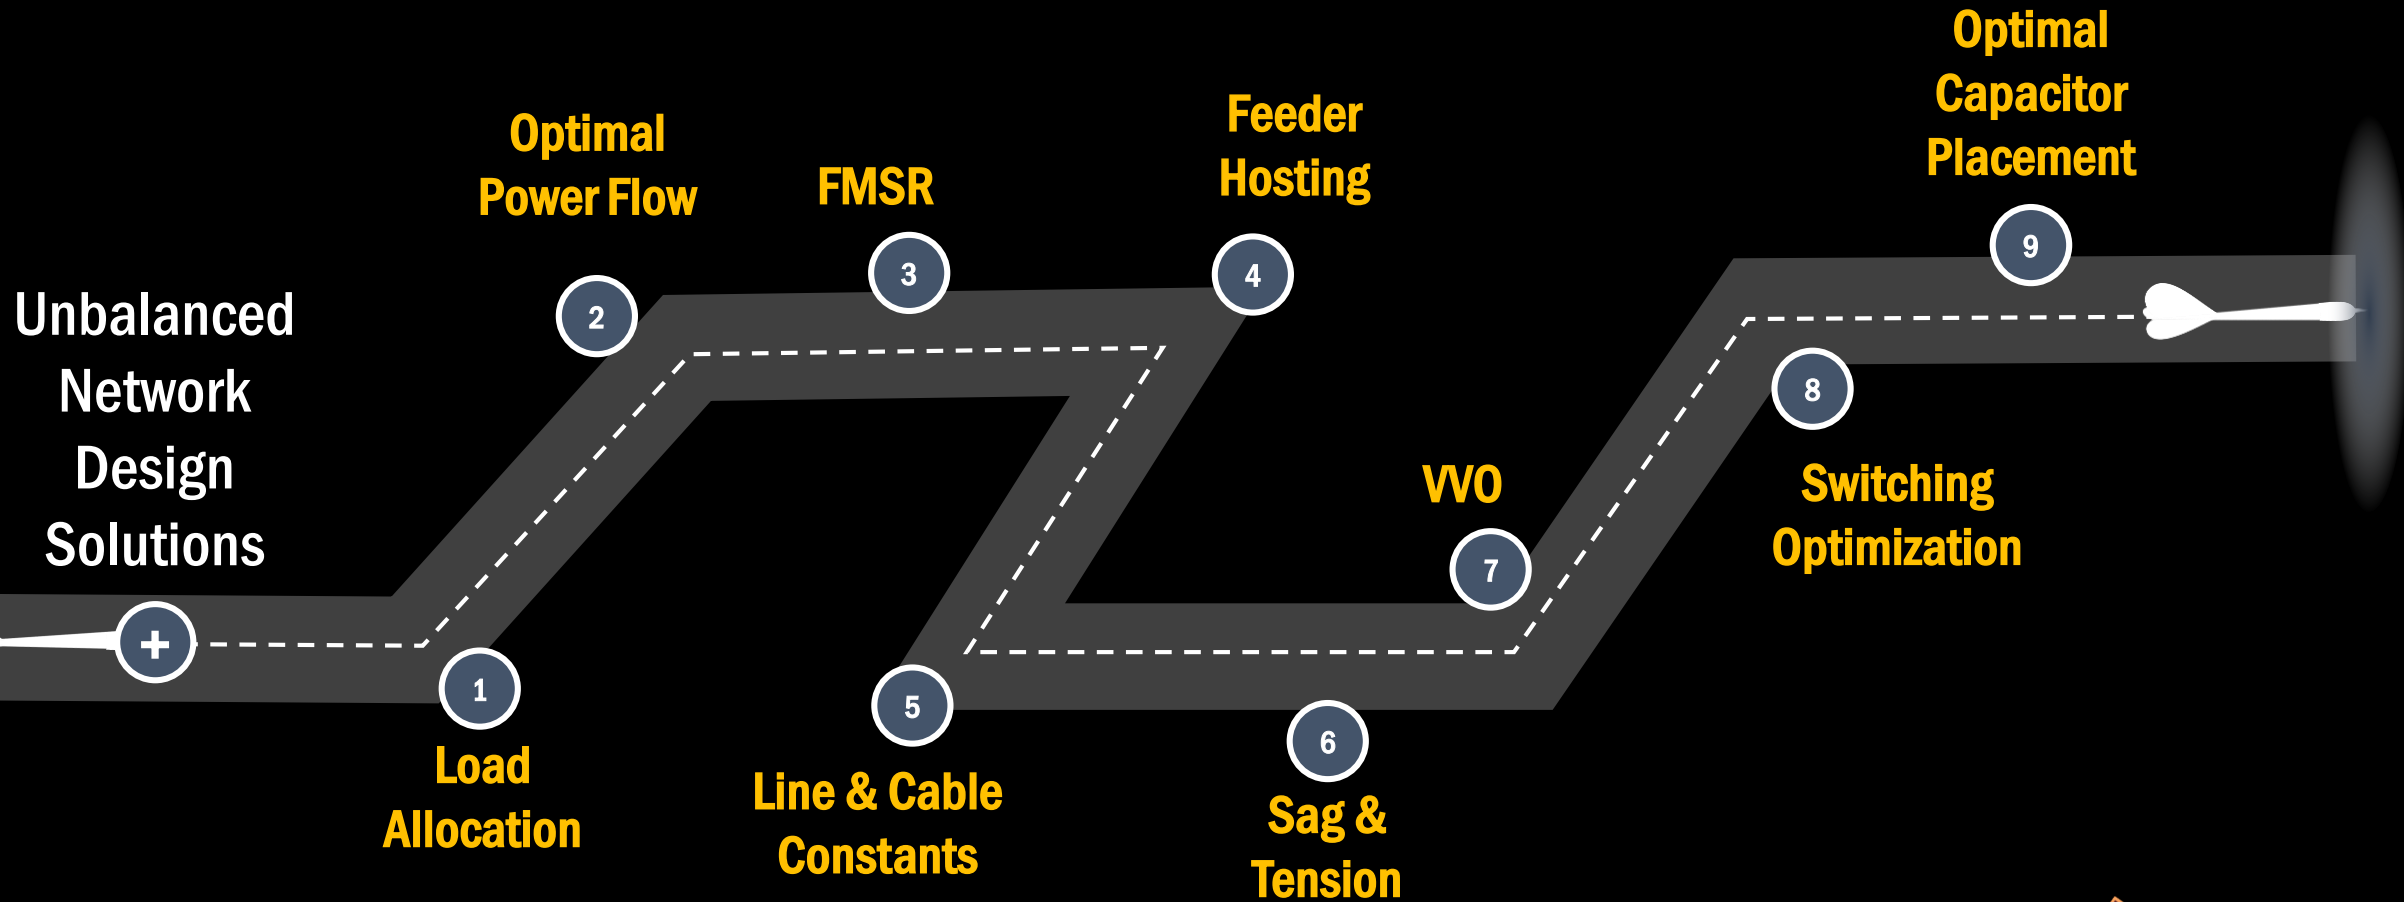 Unbalanced
Network
Design
Solutions
+
1
Load
Allocation
Optimal
Power Flow
2
FMSR
3
Feeder
Hosting
4
5
Line & Cable
Constants
6
Sag &
Tension
VVO
7
8
Switching
Optimization
Optimal
Capacitor
Placement
9